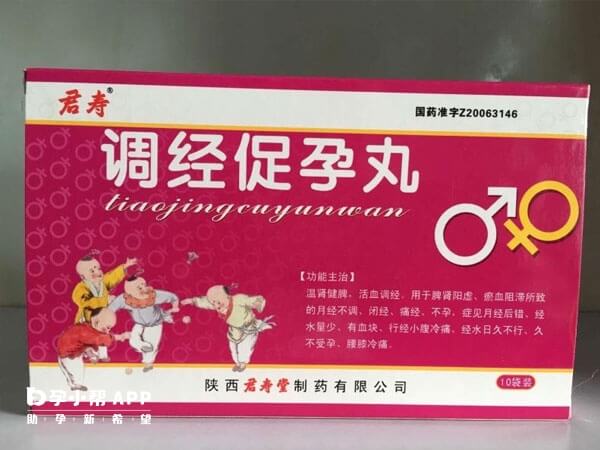 君寿®
国药准字Z20063146
调经促孕丸
tiaojingcuyunwan
【功能主治】
温肾健脾，活血调经。用于脾肾阳虚、瘀血阻滞所致
的月经不调、闭经、痛经、不孕，症见月经后错、经
水量少、有血块、行经小腹冷痛、经水日久不行、久
不受孕、腰膝冷痛。
陕西君寿堂制药有限公司
10袋装
孕小帮APP
助孕新希望